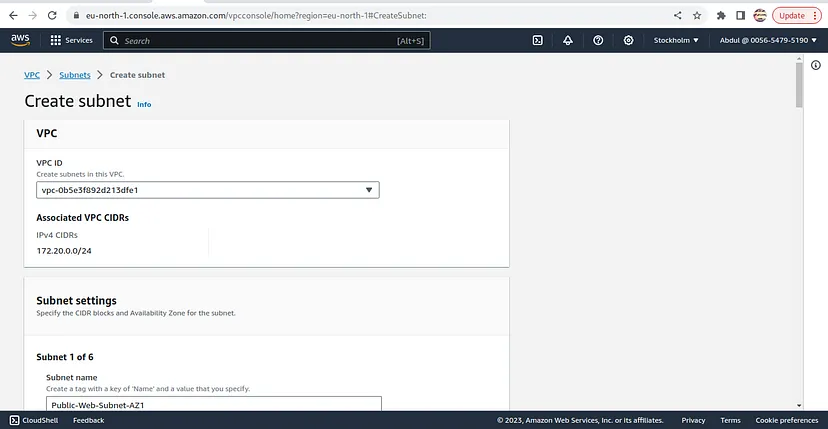 eu-north-1.console.aws.amazon.com/vpcconsole/home?region=eu-north-1#CreateSubnet:
Update
aws
Services
Search
[Alt+S]
Stockholm
Abdul @ 0056-5479-5190
VPC
Subnets
Create subnet
Create subnet
Info
VPC
VPC ID
Create subnets in this VPC.
vpc-0b5e3f892d213dfe1
Associated VPC CIDRs
IPv4 CIDRs
172.20.0.0/24
Subnet settings
Specify the CIDR blocks and Availability Zone for the subnet.
Subnet 1 of 6
Subnet name
Create a tag with a key of 'Name' and a value that you specify.
Public-Web-Subnet-AZ1
CloudShell
Feedback
© 2023, Amazon Web Services, Inc. or its affiliates.
Privacy
Terms
Cookie preferences